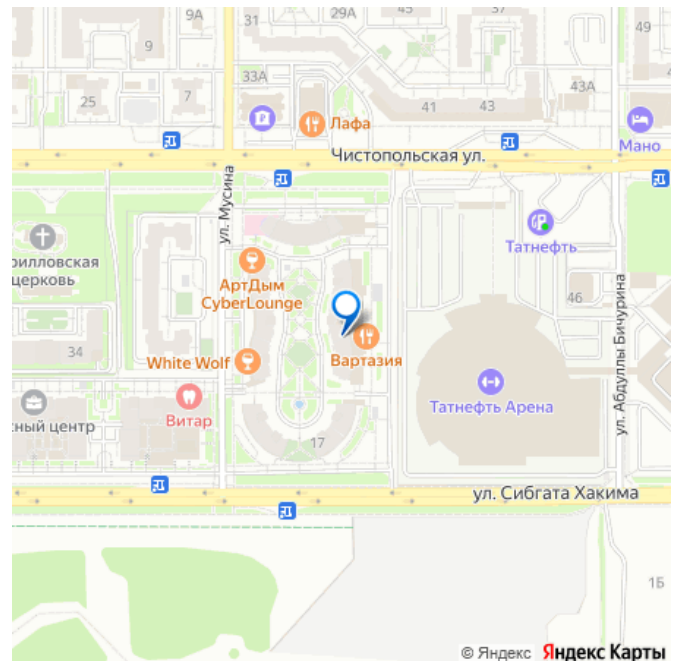 9А
31
29А
45
37
49
9
33А
25
7
41
43
43А
Лафа
Мано
Чистопольская ул.
ул. Мусина
Татнефть
рилловская
церковь
АртДым
CyberLounge
46
ул. Абдуллы Бичурина
34
White Wolf
Вартазия
Витар
Татнефть Арена
сный центр
17
ул. Сибгата Хакима
1Б
© Яндекс Яндекс Карты